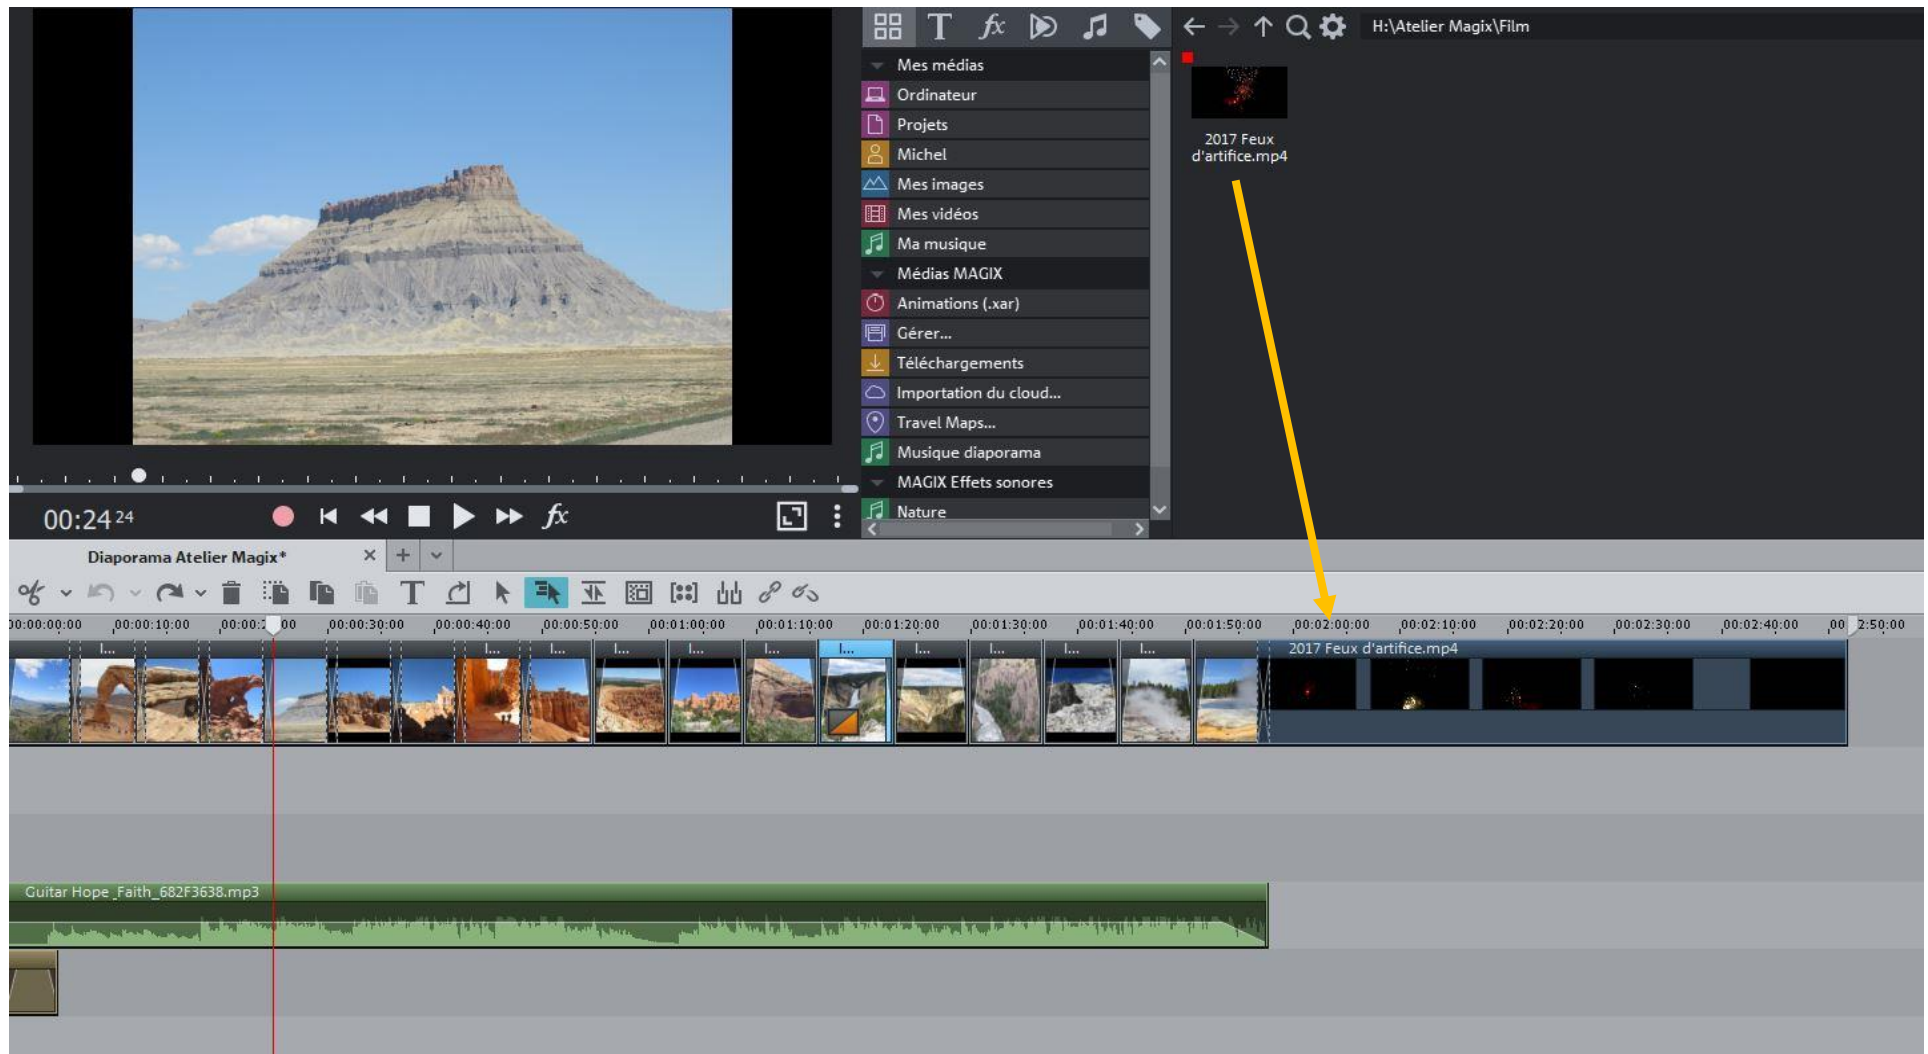 T fx
H:\Atelier Magix\Film
Mes médias
Ordinateur
Projets
Michel
Mes images
Mes vidéos
Ma musique
Médias MAGIX
Animations (.xar)
Gérer...
Téléchargements
Importation du cloud...
Travel Maps...
Musique diaporama
MAGIX Effets sonores
Nature
2017 Feux
d'artifice.mp4
00:24 24
fx
Diaporama Atelier Magix*
T
00:00:10:00 00:00:30:00 00:00:40:00 00:00:50:00 00:01:00:00 00:01:10:00 00:01:20:00 00:01:30:00 00:01:40:00 00:01:50:00 00:02:00:00 00:02:10:00 00:02:20:00 00:02:30:00 00:02:40:00 00 2:50:00
I... I... I... I... I... I... I... I... I... I... I... 2017 Feux d'artifice.mp4
Guitar Hope_Faith_682F3638.mp3